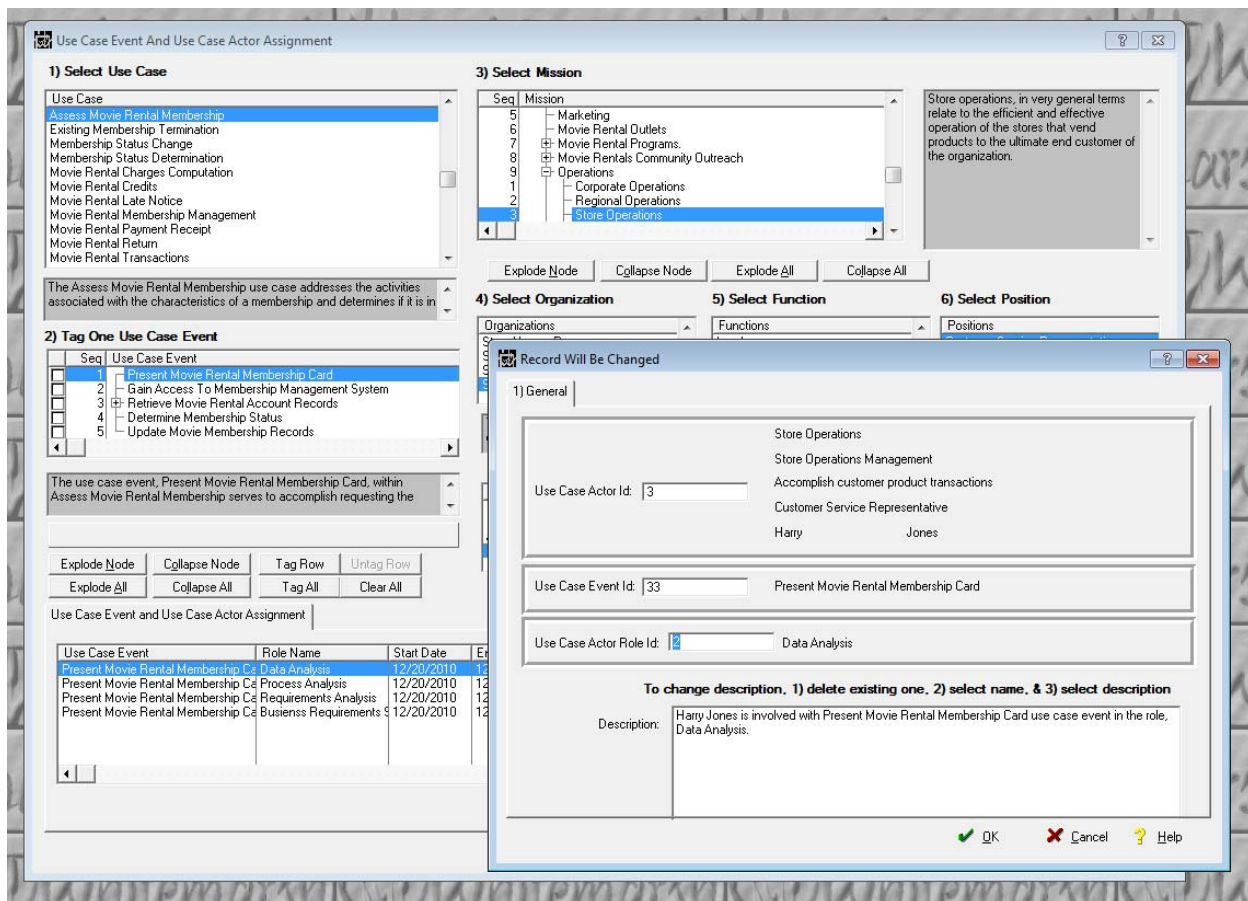 Use Case Event And Use Case Actor Assignment
1) Select Use Case
Use Case
Assess Movie Rental Membership
Existing Membership Termination
Membership Status Change
Membership Status Determination
Movie Rental Charges Computation
Movie Rental Credits
Movie Rental Late Notice
Movie Rental Membership Management
Movie Rental Payment Receipt
Movie Rental Return
Movie Rental Transactions
The Assess Movie Rental Membership use case addresses the activities
associated with the characteristics of a membership and determines if it is in
2) Tag One Use Case Event
Seq Use Case Event
1 Present Movie Rental Membership Card
2 Gain Access To Membership Management System
3 Retrieve Movie Rental Account Records
4 Determine Membership Status
5 Update Movie Membership Records
The use case event, Present Movie Rental Membership Card, within
Assess Movie Rental Membership serves to accomplish requesting the
Explode Node Collapse Node Tag Row Untag Row
Explode All Collapse All Tag All Clear All
Use Case Event and Use Case Actor Assignment
Use Case Event Role Name Start Date
Present Movie Rental Membership Ca Data Analysis 12/20/2010 12
Present Movie Rental Membership Ca Process Analysis 12/20/2010 12
Present Movie Rental Membership Ca Requirements Analysis 12/20/2010 12
Present Movie Rental Membership Ca Busienss Requirements S 12/20/2010 12
3) Select Mission
Seq Mission
5 Marketing
6 Movie Rental Outlets
7 Movie Rental Programs.
8 Movie Rentals Community Outreach
9 Operations
1 Corporate Operations
2 Regional Operations
3 Store Operations
Store operations, in very general terms
relate to the efficient and effective
operation of the stores that vend
products to the ultimate end customer of
the organization.
Explode Node Collapse Node Explode All Collapse All
4) Select Organization 5) Select Function 6) Select Position
Organizations Functions Positions
Record Will Be Changed
1) General
Store Operations
Store Operations Management
Use Case Actor Id: 3 Accomplish customer product transactions
Customer Service Representative
Harry Jones
Use Case Event Id: 33 Present Movie Rental Membership Card
Use Case Actor Role Id: 2 Data Analysis
To change description, 1) delete existing one, 2) select name, & 3) select description
Description: Harry Jones is involved with Present Movie Rental Membership Card use case event in the role,
Data Analysis.
OK Cancel Help